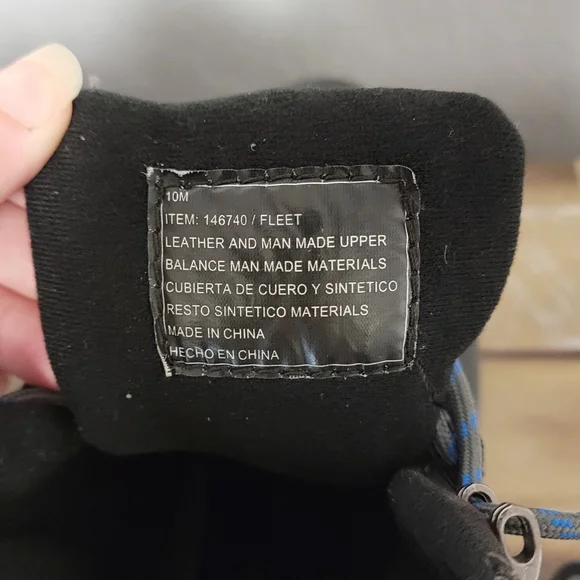 10M
ITEM: 146740 / FLEET
LEATHER AND MAN MADE UPPER
BALANCE MAN MADE MATERIALS
CUBIERTA DE CUERO Y SINTETICO
RESTO SINTETICO MATERIALS
MADE IN CHINA
HECHO EN CHINA